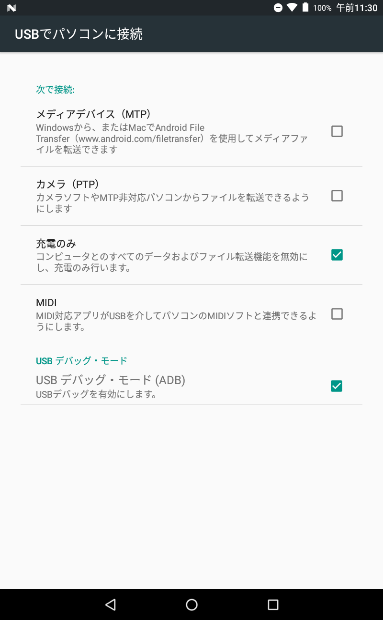 100%
午前11:30
USBでパソコンに接続
次で接続:
メディアデバイス（MTP）
Windowsから、またはMacでAndroid File
Transfer（www.android.com/filetransfer）を使用してメディアファ
イルを転送できます
カメラ（PTP）
カメラソフトやMTP非対応パソコンからファイルを転送できるよう
にします
充電のみ
コンピュータとのすべてのデータおよびファイル転送機能を無効に
し、充電のみ行います。
MIDI
MIDI対応アプリがUSBを介してパソコンのMIDIソフトと連携できるよ
うにします。
USB デバッグ・モード
USB デバッグ・モード (ADB)
USBデバッグを有効にします。